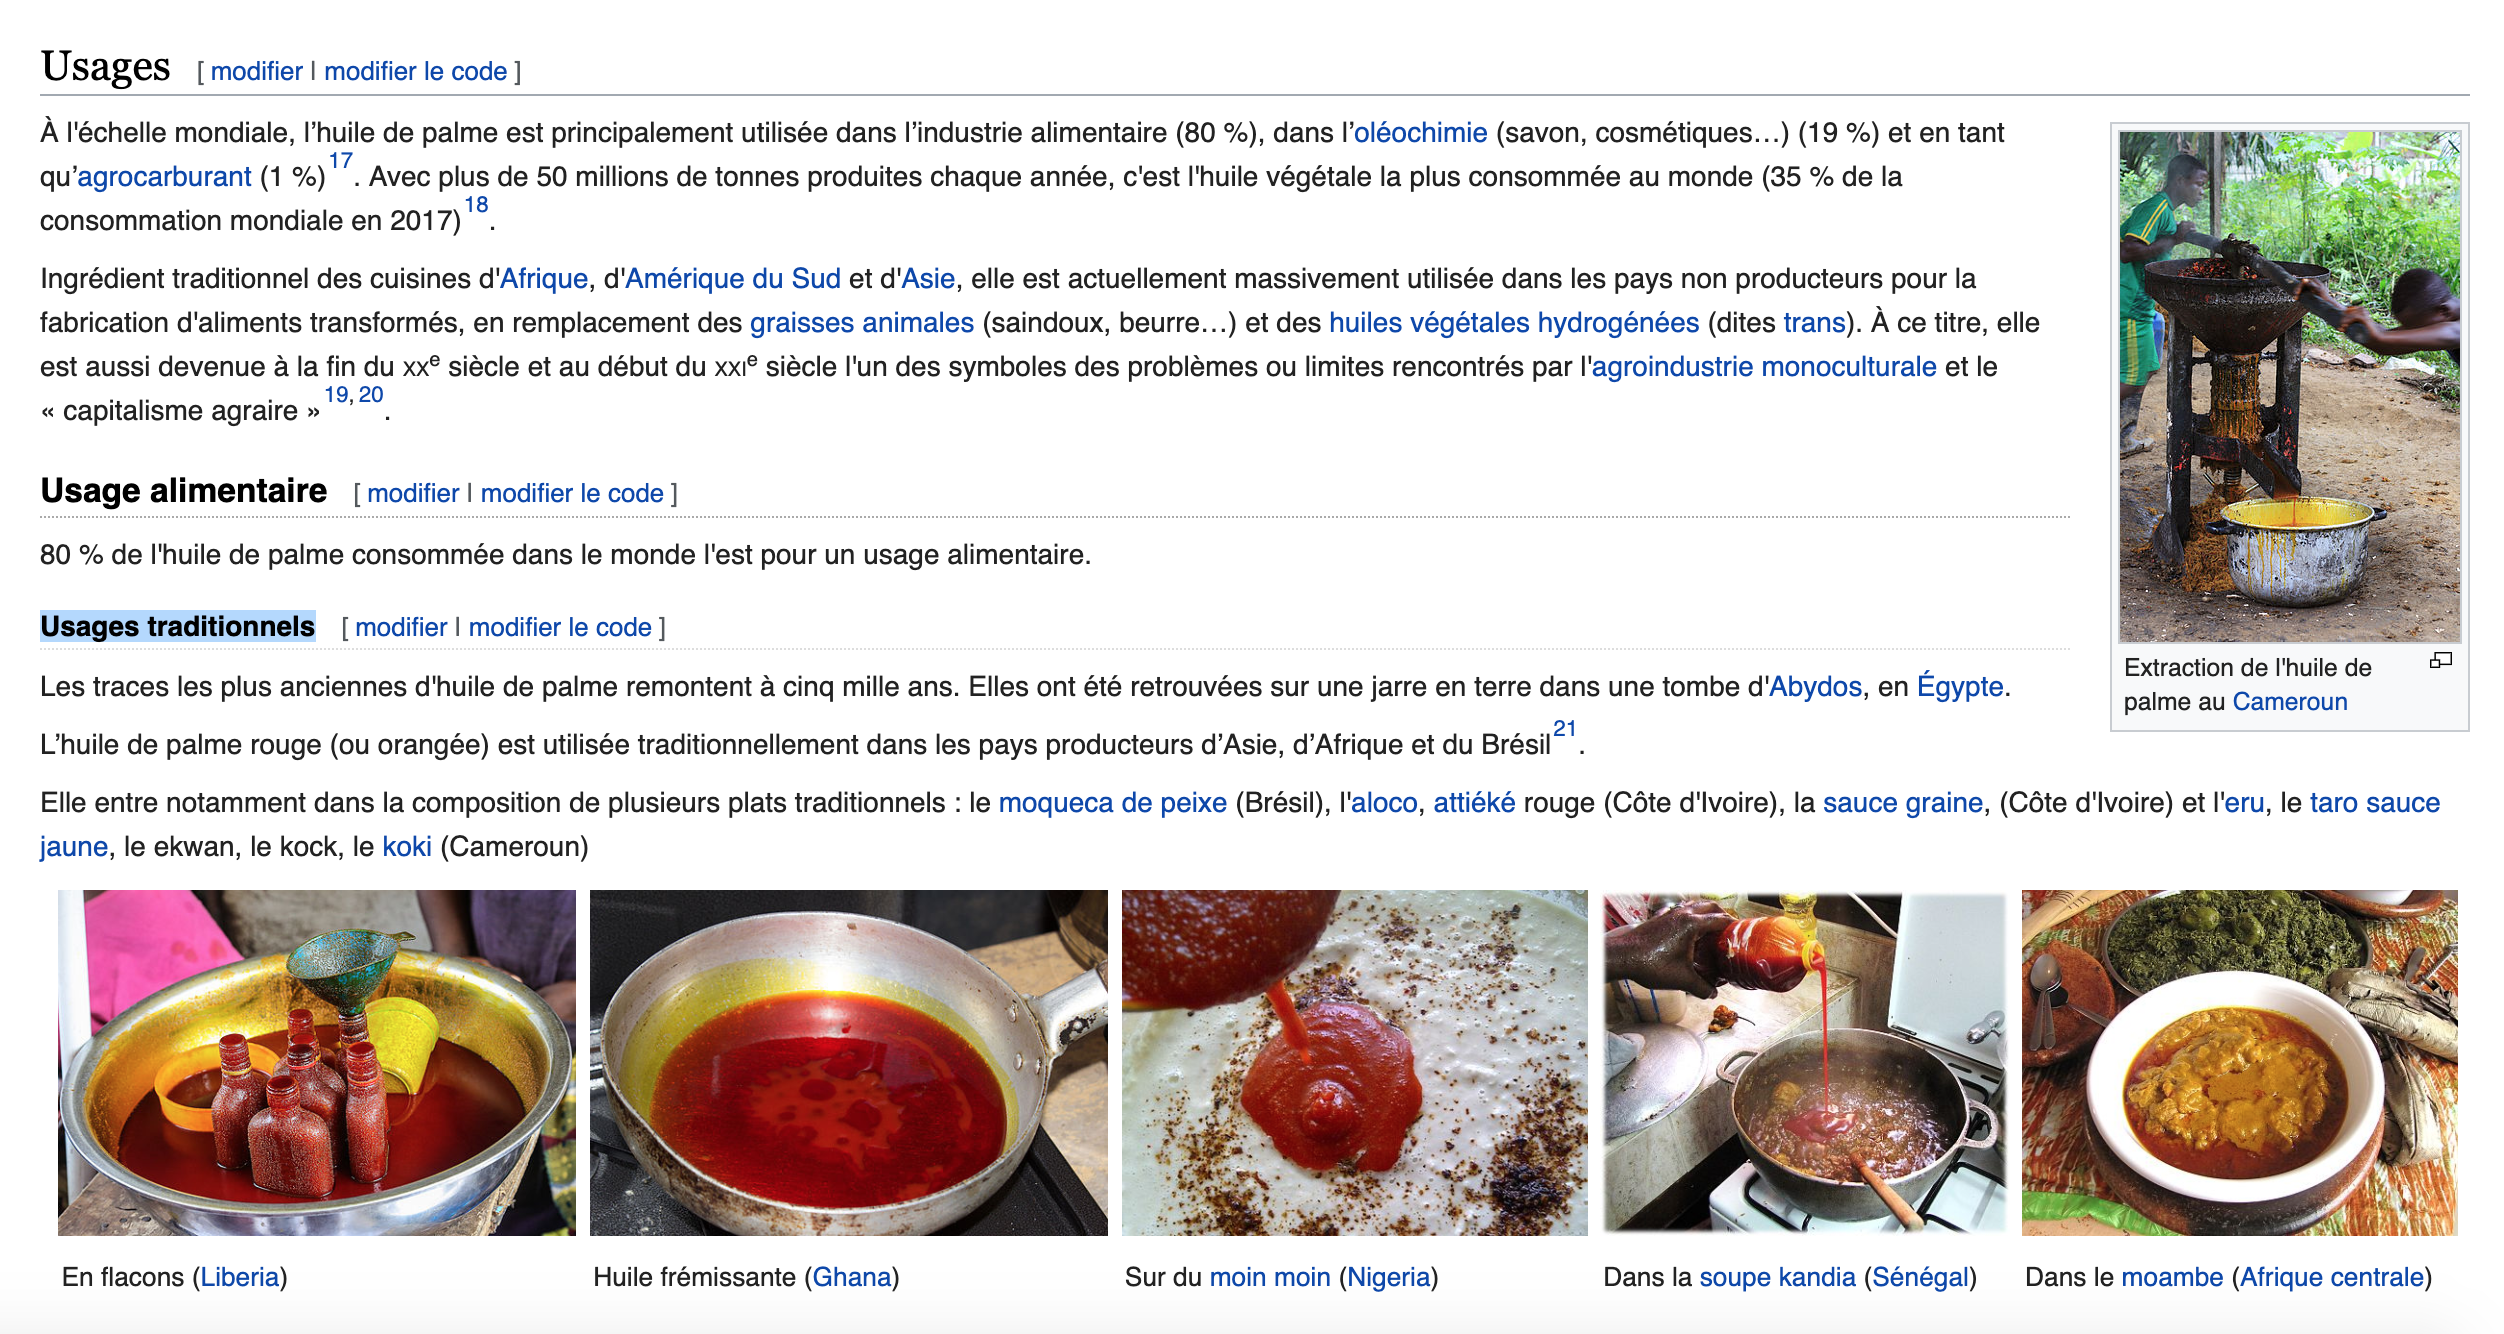 Usages [ modifier | modifier le code ]
À l'échelle mondiale, l’huile de palme est principalement utilisée dans l’industrie alimentaire (80 %), dans l’oléochimie (savon, cosmétiques…) (19 %) et en tant
qu’agrocarburant (1 %)17. Avec plus de 50 millions de tonnes produites chaque année, c'est l'huile végétale la plus consommée au monde (35 % de la
consommation mondiale en 2017)18.
Ingrédient traditionnel des cuisines d'Afrique, d'Amérique du Sud et d'Asie, elle est actuellement massivement utilisée dans les pays non producteurs pour la
fabrication d'aliments transformés, en remplacement des graisses animales (saindoux, beurre…) et des huiles végétales hydrogénées (dites trans). À ce titre, elle
est aussi devenue à la fin du XXe siècle et au début du XXIe siècle l'un des symboles des problèmes ou limites rencontrés par l'agroindustrie monoculturale et le
« capitalisme agraire »19, 20.
Extraction de l'huile de
palme au Cameroun
Usage alimentaire [ modifier | modifier le code ]
80 % de l'huile de palme consommée dans le monde l'est pour un usage alimentaire.
Usages traditionnels [ modifier | modifier le code ]
Les traces les plus anciennes d'huile de palme remontent à cinq mille ans. Elles ont été retrouvées sur une jarre en terre dans une tombe d'Abydos, en Égypte.
L’huile de palme rouge (ou orangée) est utilisée traditionnellement dans les pays producteurs d’Asie, d’Afrique et du Brésil21.
Elle entre notamment dans la composition de plusieurs plats traditionnels : le moqueca de peixe (Brésil), l'aloco, attiéké rouge (Côte d'Ivoire), la sauce graine, (Côte d'Ivoire) et l'eru, le taro sauce
jaune, le ekwan, le kock, le koki (Cameroun)
En flacons (Liberia)
Huile frémissante (Ghana)
Sur du moin moin (Nigeria)
Dans la soupe kandia (Sénégal)
Dans le moambe (Afrique centrale)